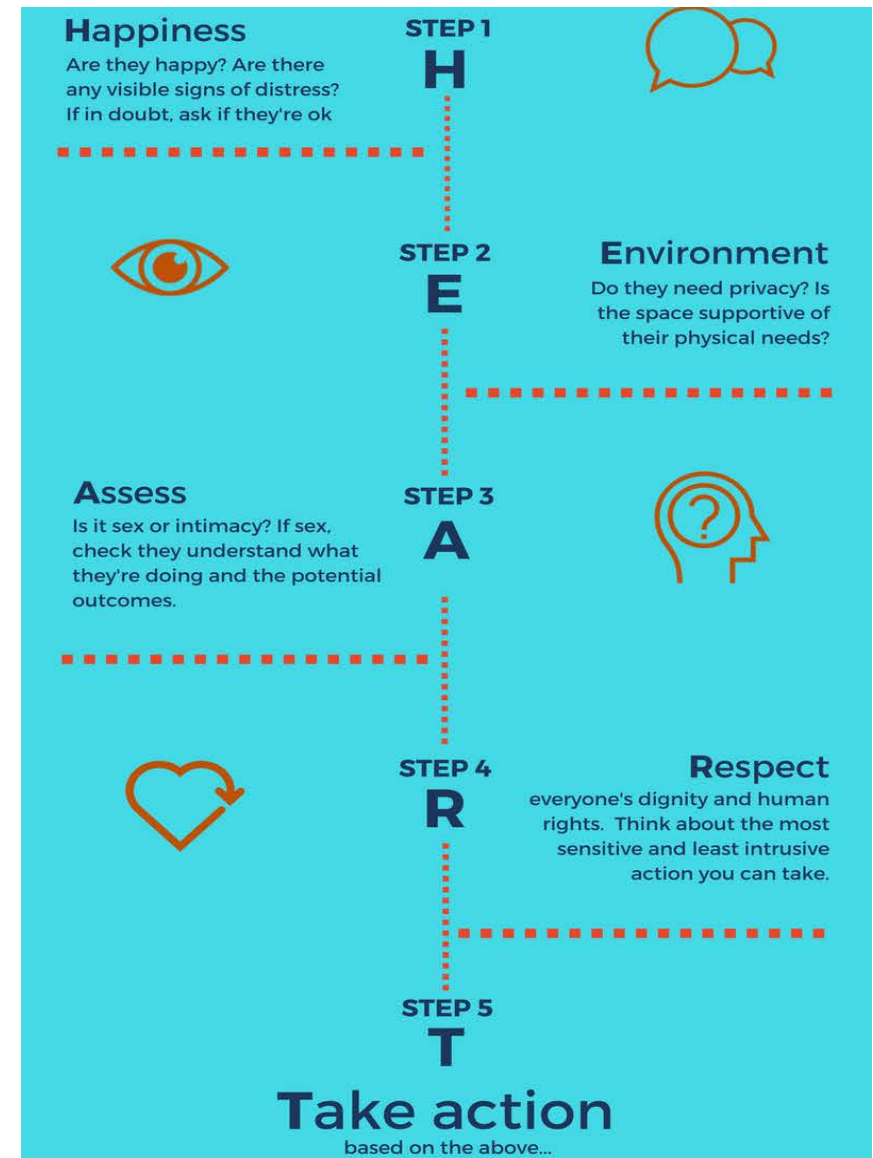 Happiness
Are they happy? Are there
any visible signs of distress?
If in doubt, ask if they're ok
STEP 1
H
STEP 2
E
Environment
Do they need privacy? Is
the space supportive of
their physical needs?
Assess
Is it sex or intimacy? If sex,
check they understand what
they're doing and the potential
outcomes.
STEP 3
A
?
STEP 4
R
Respect
everyone's dignity and human
rights. Think about the most
sensitive and least intrusive
action you can take.
STEP 5
T
Take action
based on the above...